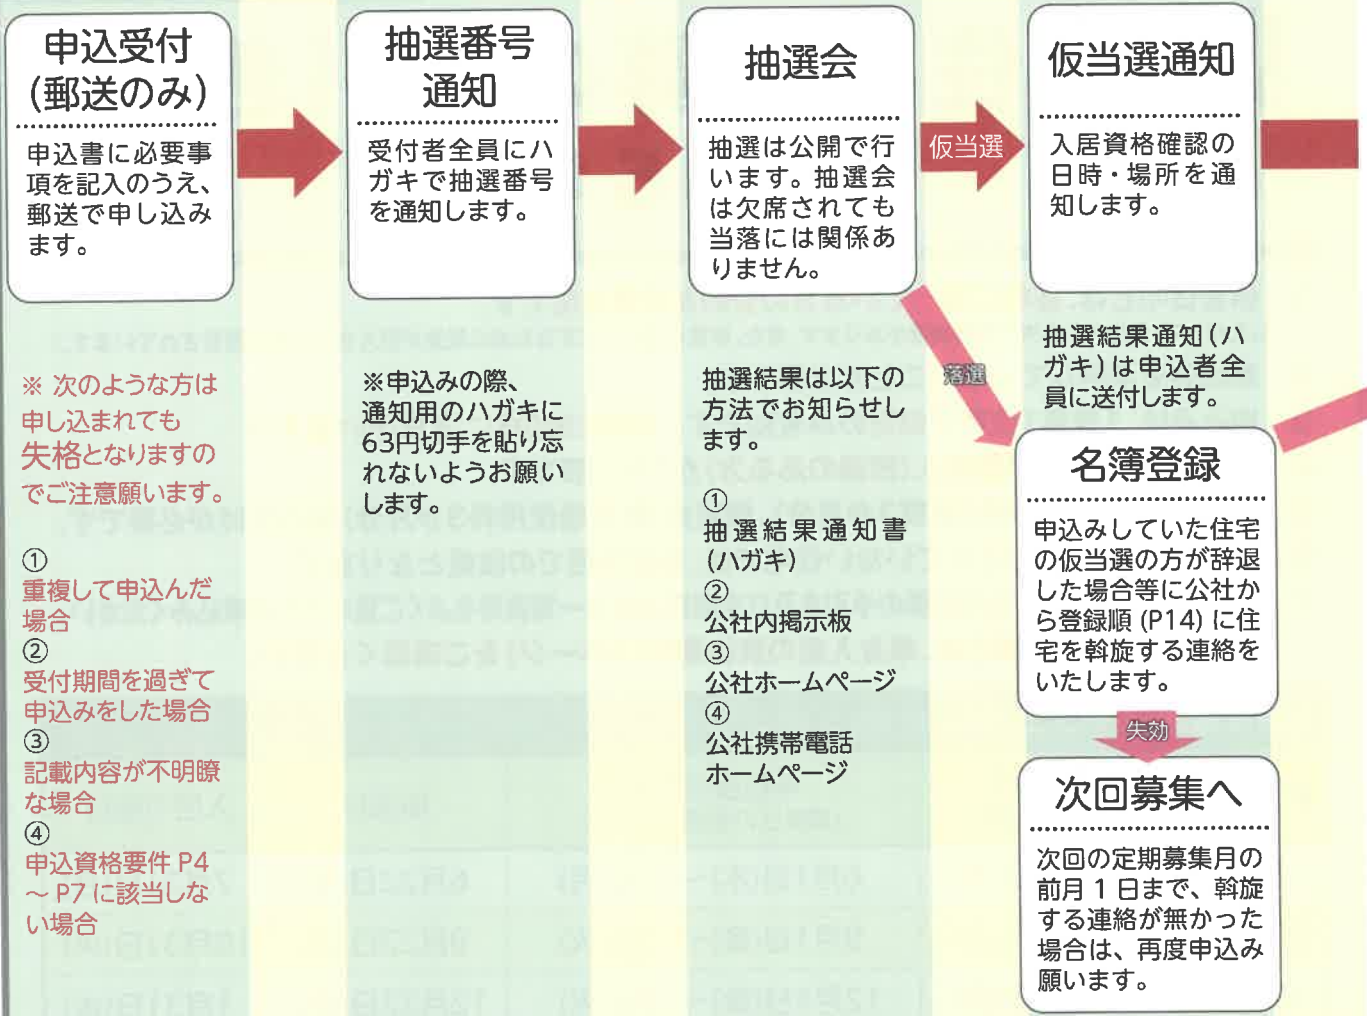 申込受付
(郵送のみ)
申込書に必要事
項を記入のうえ、
郵送で申し込み
ます。
※ 次のような方は
申し込まれても
失格となりますの
でご注意願います。
①
重複して申込んだ
場合
②
受付期間を過ぎて
申込みをした場合
③
記載内容が不明瞭
な場合
④
申込資格要件 P4
～ P7 に該当しな
い場合
抽選番号
通知
受付者全員にハ
ガキで抽選番号
を通知します。
※申込みの際、
通知用のハガキに
63円切手を貼り忘
れないようお願い
します。
抽選会
抽選は公開で行
います。抽選会
は欠席されても
当落には関係あ
りません。
抽選結果は以下の
方法でお知らせし
ます。
①
抽選結果通知書
(ハガキ)
②
公社内掲示板
③
公社ホームページ
④
公社携帯電話
ホームページ
仮当選
落選
仮当選通知
入居資格確認の
日時・場所を通
知します。
抽選結果通知(ハ
ガキ)は申込者全
員に送付します。
名簿登録
申込みしていた住宅
の仮当選の方が辞退
した場合等に公社か
ら登録順 (P14) に住
宅を斡旋する連絡を
いたします。
失効
次回募集へ
次回の定期募集月の
前月 1 日まで、斡旋
する連絡が無かった
場合は、再度申込み
願います。